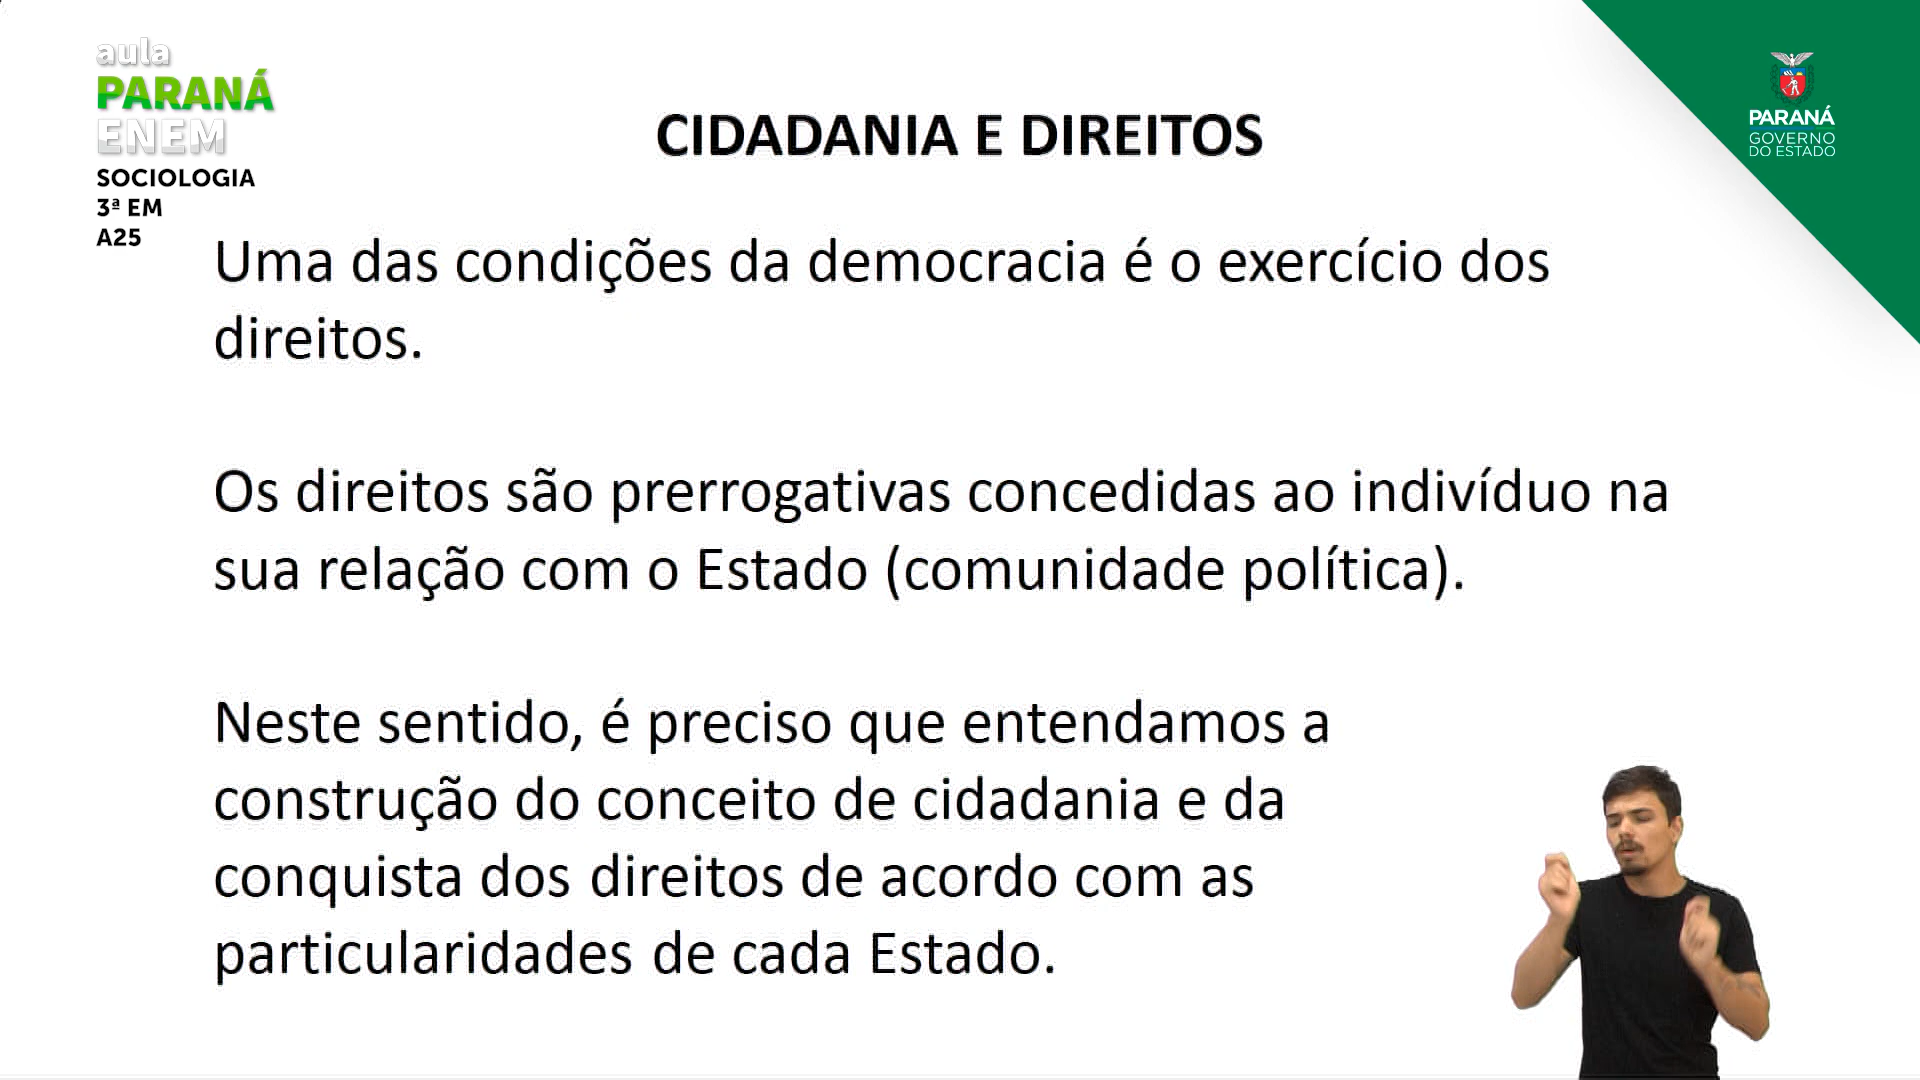 aula
PARANÁ
ENEM
SOCIOLOGIA
3ª EM
A25
CIDADANIA E DIREITOS
PARANÁ
GOVERNO
DO ESTADO
Uma das condições da democracia é o exercício dos
direitos.
Os direitos são prerrogativas concedidas ao indivíduo na
sua relação com o Estado (comunidade política).
Neste sentido, é preciso que entendamos a
construção do conceito de cidadania e da
conquista dos direitos de acordo com as
particularidades de cada Estado.